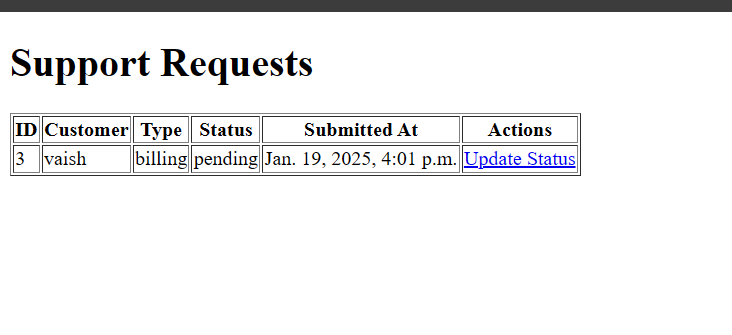 Support Requests
ID Customer Type Status Submitted At Actions
3 vaish billing pending Jan. 19, 2025, 4:01 p.m. Update Status